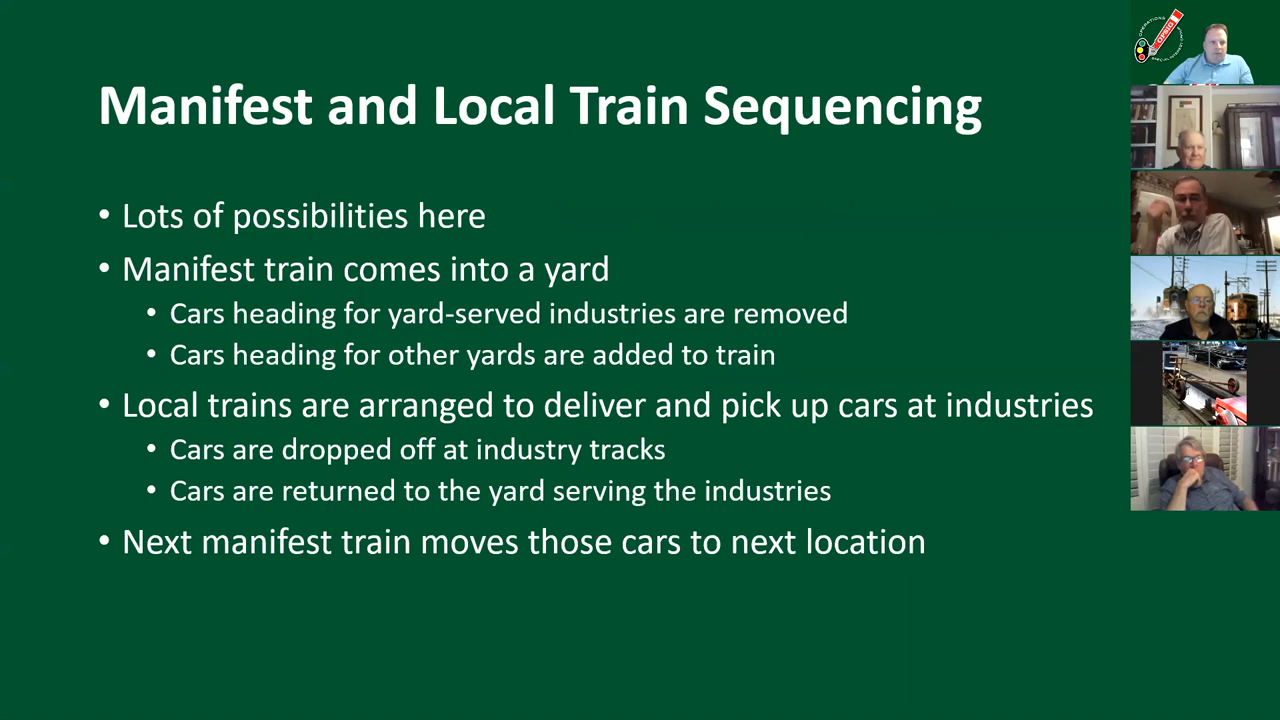 Manifest and Local Train Sequencing
• Lots of possibilities here
• Manifest train comes into a yard
• Cars heading for yard-served industries are removed
• Cars heading for other yards are added to train
• Local trains are arranged to deliver and pick up cars at industries
• Cars are dropped off at industry tracks
• Cars are returned to the yard serving the industries
• Next manifest train moves those cars to next location
OPERATIONS
OPSIG